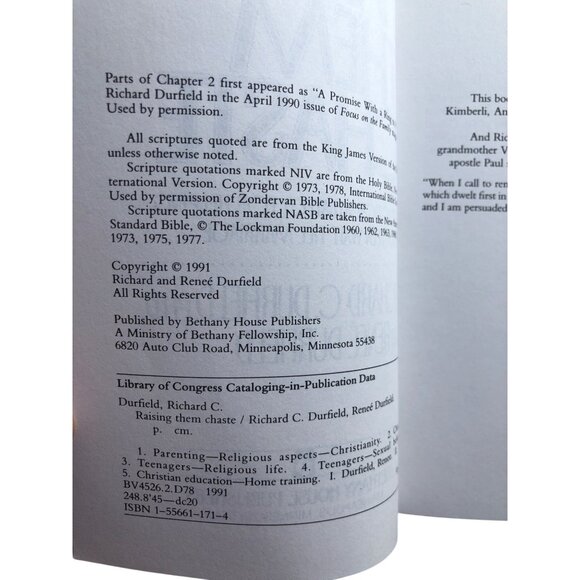 Parts of Chapter 2 first appeared as "A Promise With a Ring
Richard Durfield in the April 1990 issue of Focus on the Family
Used by permission.
All scriptures quoted are from the King James Version of the
unless otherwise noted.
Scripture quotations marked NIV are from the Holy Bible,
ternational Version. Copyright © 1973, 1978, International Bible
Used by permission of Zondervan Bible Publishers.
Scripture quotations marked NASB are taken from the New
Standard Bible, © The Lockman Foundation 1960, 1962, 1963,
1973, 1975, 1977.
Copyright © 1991
Richard and Reneé Durfield
All Rights Reserved
Published by Bethany House Publishers
A Ministry of Bethany Fellowship, Inc.
6820 Auto Club Road, Minneapolis, Minnesota 55438
Library of Congress Cataloging-in-Publication Data
Durfield, Richard C.
Raising them chaste / Richard C. Durfield, Reneé Durfield.
p. cm.
1. Parenting—Religious aspects—Christianity. 2.
3. Teenagers—Religious life. 4. Teenagers—Sexual
5. Christian education—Home training. I. Durfield, Reneé.
BV4526.2.D78 1991
248.8'45—dc20
ISBN 1-55661-171-4
This boo
Kimberli, An
And Ric
grandmother V
apostle Paul
"When I call to rem
which dwelt first in
and I am persuaded